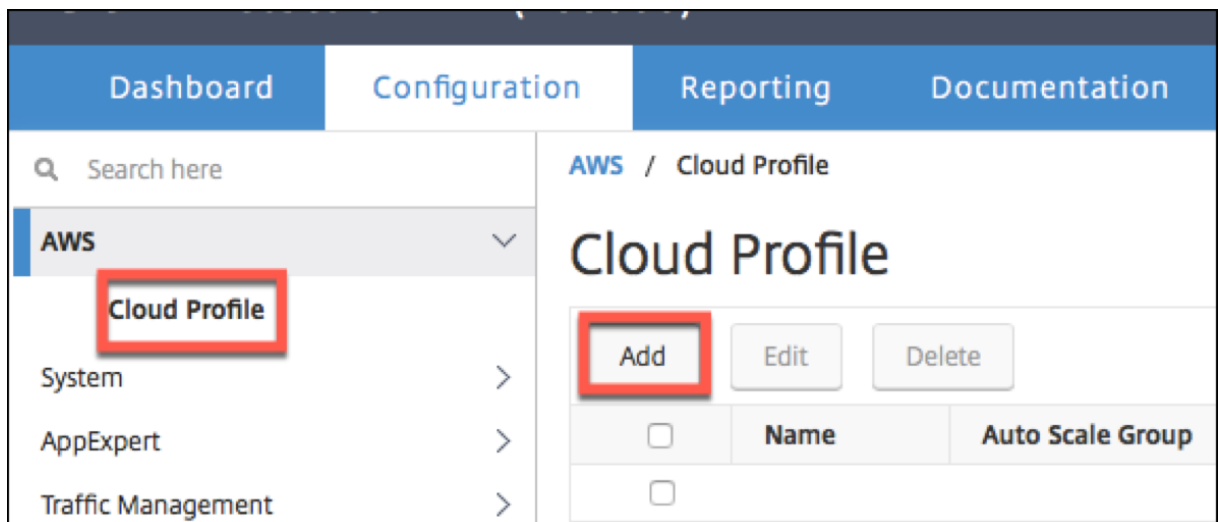 Dashboard Configuration Reporting Documentation
Search here
AWS
Cloud Profile
System
AppExpert
Traffic Management
AWS / Cloud Profile
Cloud Profile
Add Edit Delete
Name Auto Scale Group